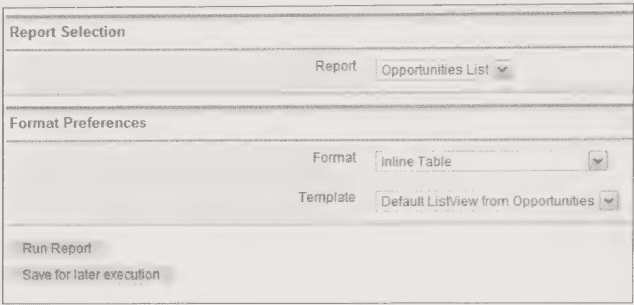 Report Selection
Report Opportunities List
Format Preferences
Format Inline Table
Template Default ListView from Opportunities
Run Report
Save for later execution